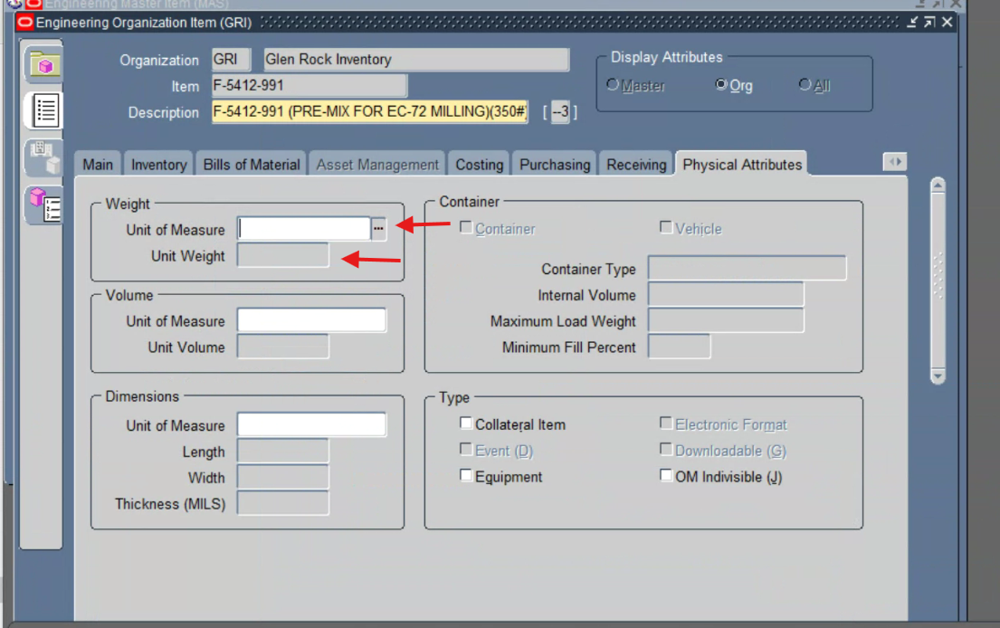 Engineering Master Item (MAS)
Engineering Organization Item (GRI)
Organization GRI Glen Rock Inventory
Item F-5412-991
Description F-5412-991 (PRE-MIX FOR EC-72 MILLING)(350#) [ --3 ]
Display Attributes
Master Org All
Main Inventory Bills of Material Asset Management Costing Purchasing Receiving Physical Attributes
Weight
Unit of Measure
Unit Weight
Volume
Unit of Measure
Unit Volume
Dimensions
Unit of Measure
Length
Width
Thickness (MILS)
Container
Container Vehicle
Container Type
Internal Volume
Maximum Load Weight
Minimum Fill Percent
Type
Collateral Item Electronic Format
Event (D) Downloadable (G)
Equipment OM Indivisible (J)